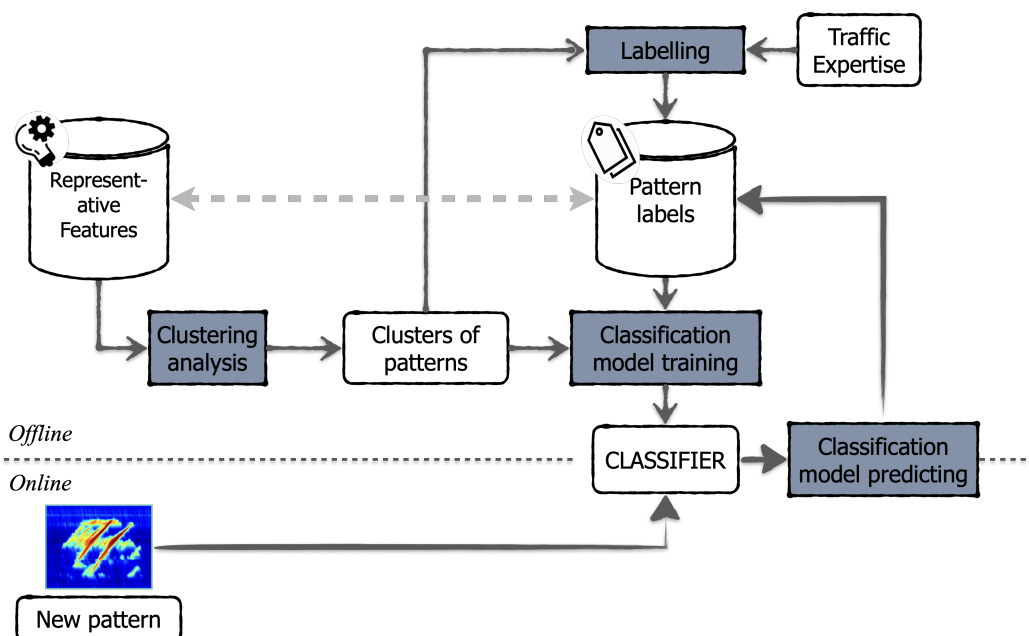 Labelling
Traffic
Expertise
Represent-
ative
Features
Pattern
labels
Clustering
analysis
Clusters of
patterns
Classification
model training
Offline
CLASSIFIER
Classification
model predicting
Online
New pattern